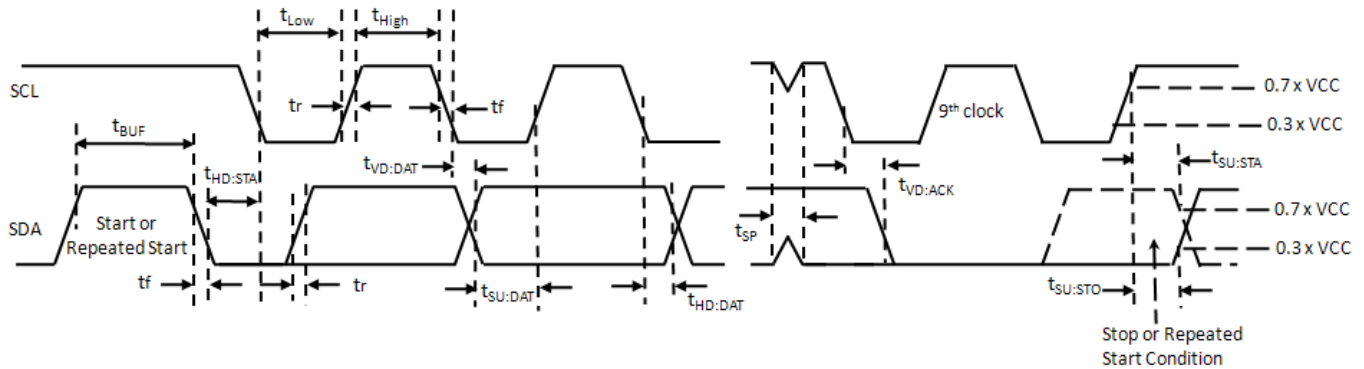 tLow
tHigh
SCL
tr
tf
9th clock
0.7 x VCC
0.3 x VCC
tBUF
tHD:STA
tVD:DAT
tVD:ACK
tSU:STA
SDA
Start or
Repeated Start
tSP
0.7 x VCC
0.3 x VCC
tf
tr
tSU:DAT
tHD:DAT
tSU:STO
Stop or Repeated
Start Condition